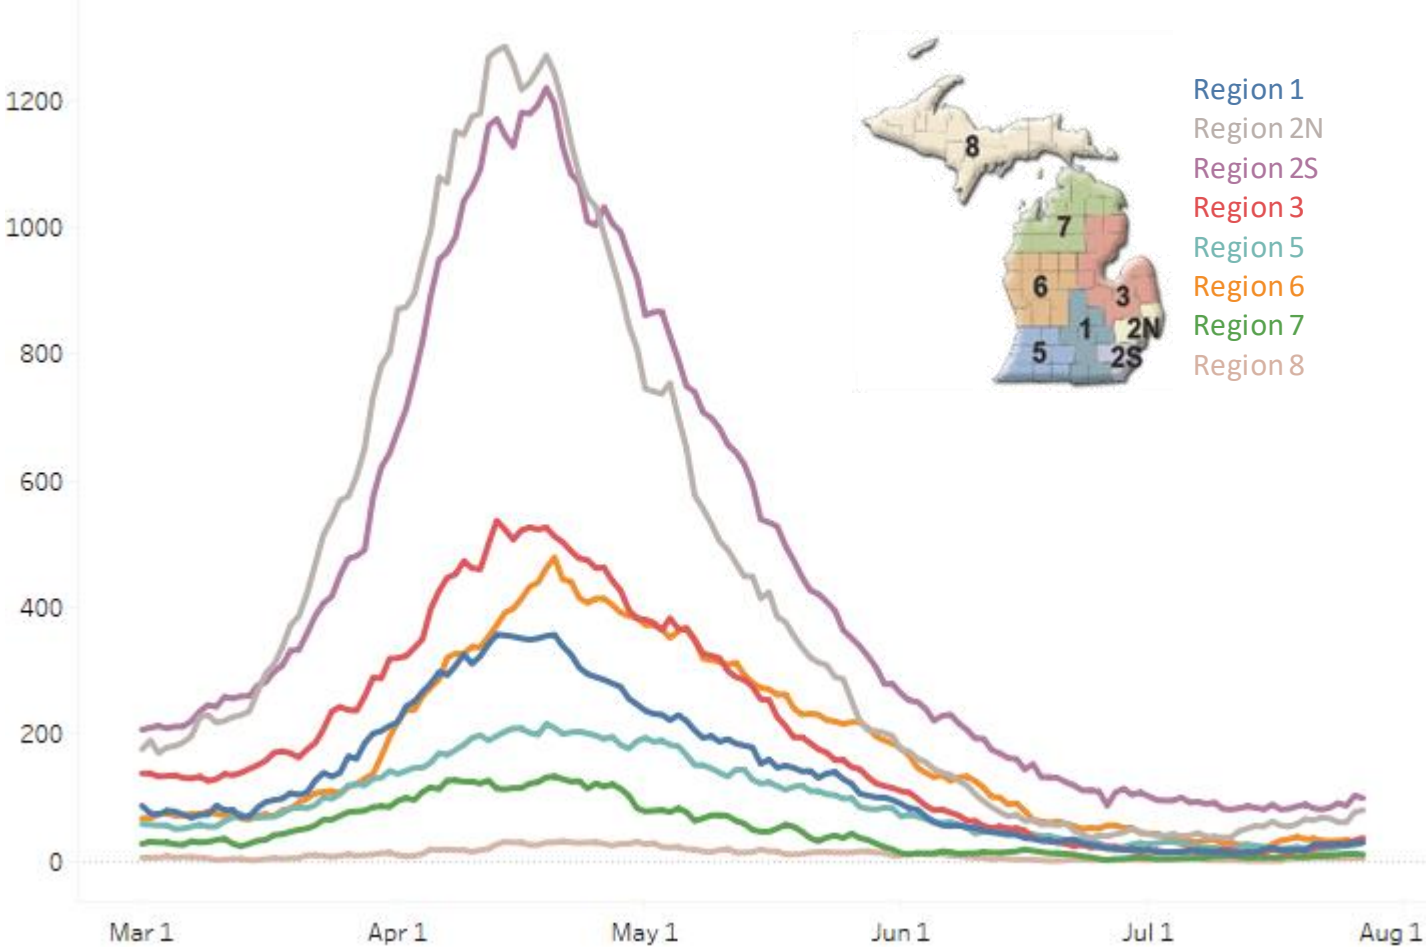 1200
1000
800
600
400
200
0
Mar 1
Apr 1
May 1
Jun 1
Jul 1
Aug 1
8
7
6
3
2N
1
5
2S
Region 1
Region 2N
Region 2S
Region 3
Region 5
Region 6
Region 7
Region 8